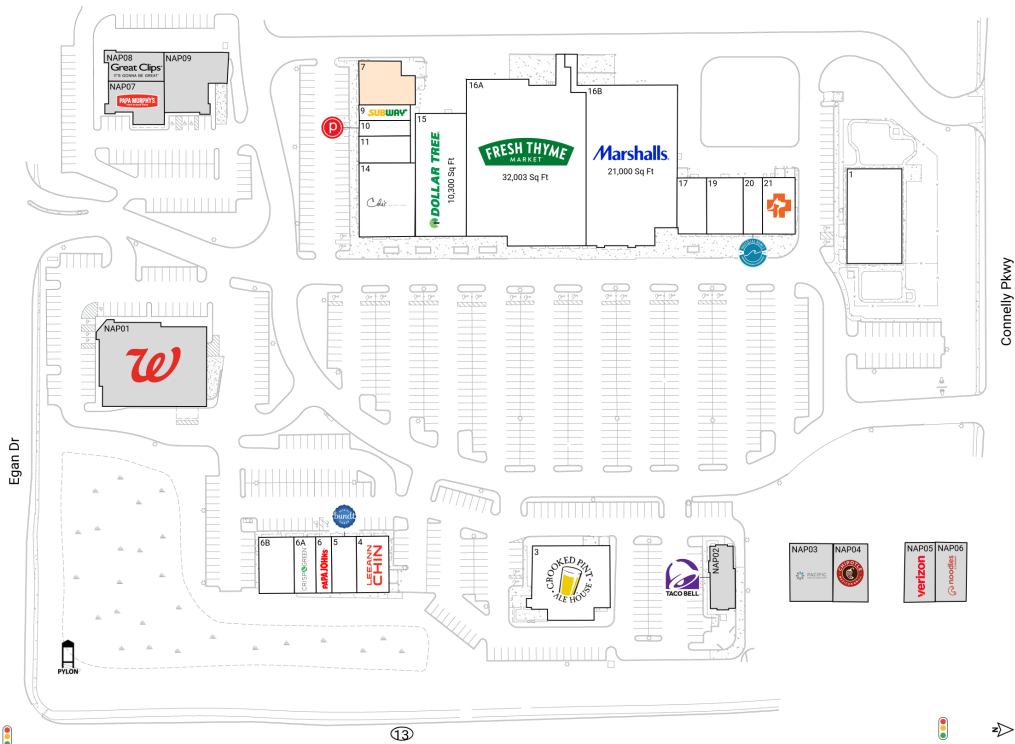 NAP08
Great Clips
IT'S GONNA BE GREAT
NAP09
NAP07
PAPA MURPHY'S
7
9
SUBWAY
10
P
11
14
15
DOLLAR TREE
10,300 Sq Ft
16A
FRESH THYME
MARKET
32,003 Sq Ft
16B
Marshalls
21,000 Sq Ft
17
19
20
21
1
Connelly Pkwy
NAP01
W
Egan Dr
bundt
6B
6A
CRISP & GREEN
6
PAPA JOHNS
5
4
LEEANN
CHIN
3
CROOKED PINT
ALE HOUSE
TACO BELL
NAP02
NAP03
PACIFIC
NAP04
CHIPOTLE
NAP05
verizon
NAP06
noodles
PYLON
13
N